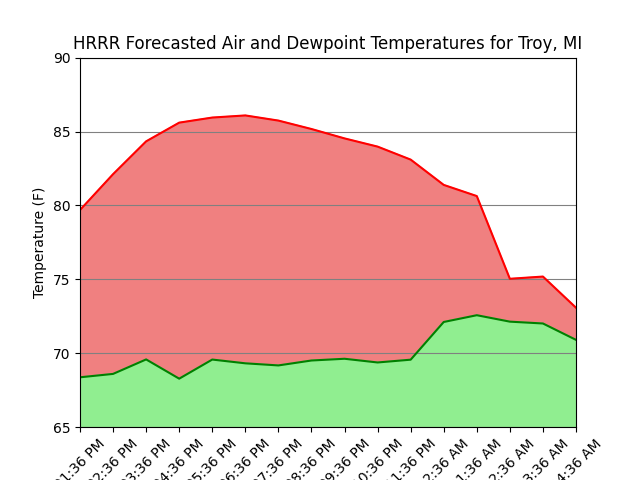 HRRR Forecasted Air and Dewpoint Temperatures for Troy, MI
90
85
80
75
70
65
Temperature (F)
01:36 PM
02:36 PM
03:36 PM
04:36 PM
05:36 PM
06:36 PM
07:36 PM
08:36 PM
09:36 PM
10:36 PM
11:36 PM
2:36 AM
1:36 AM
2:36 AM
3:36 AM
4:36 AM